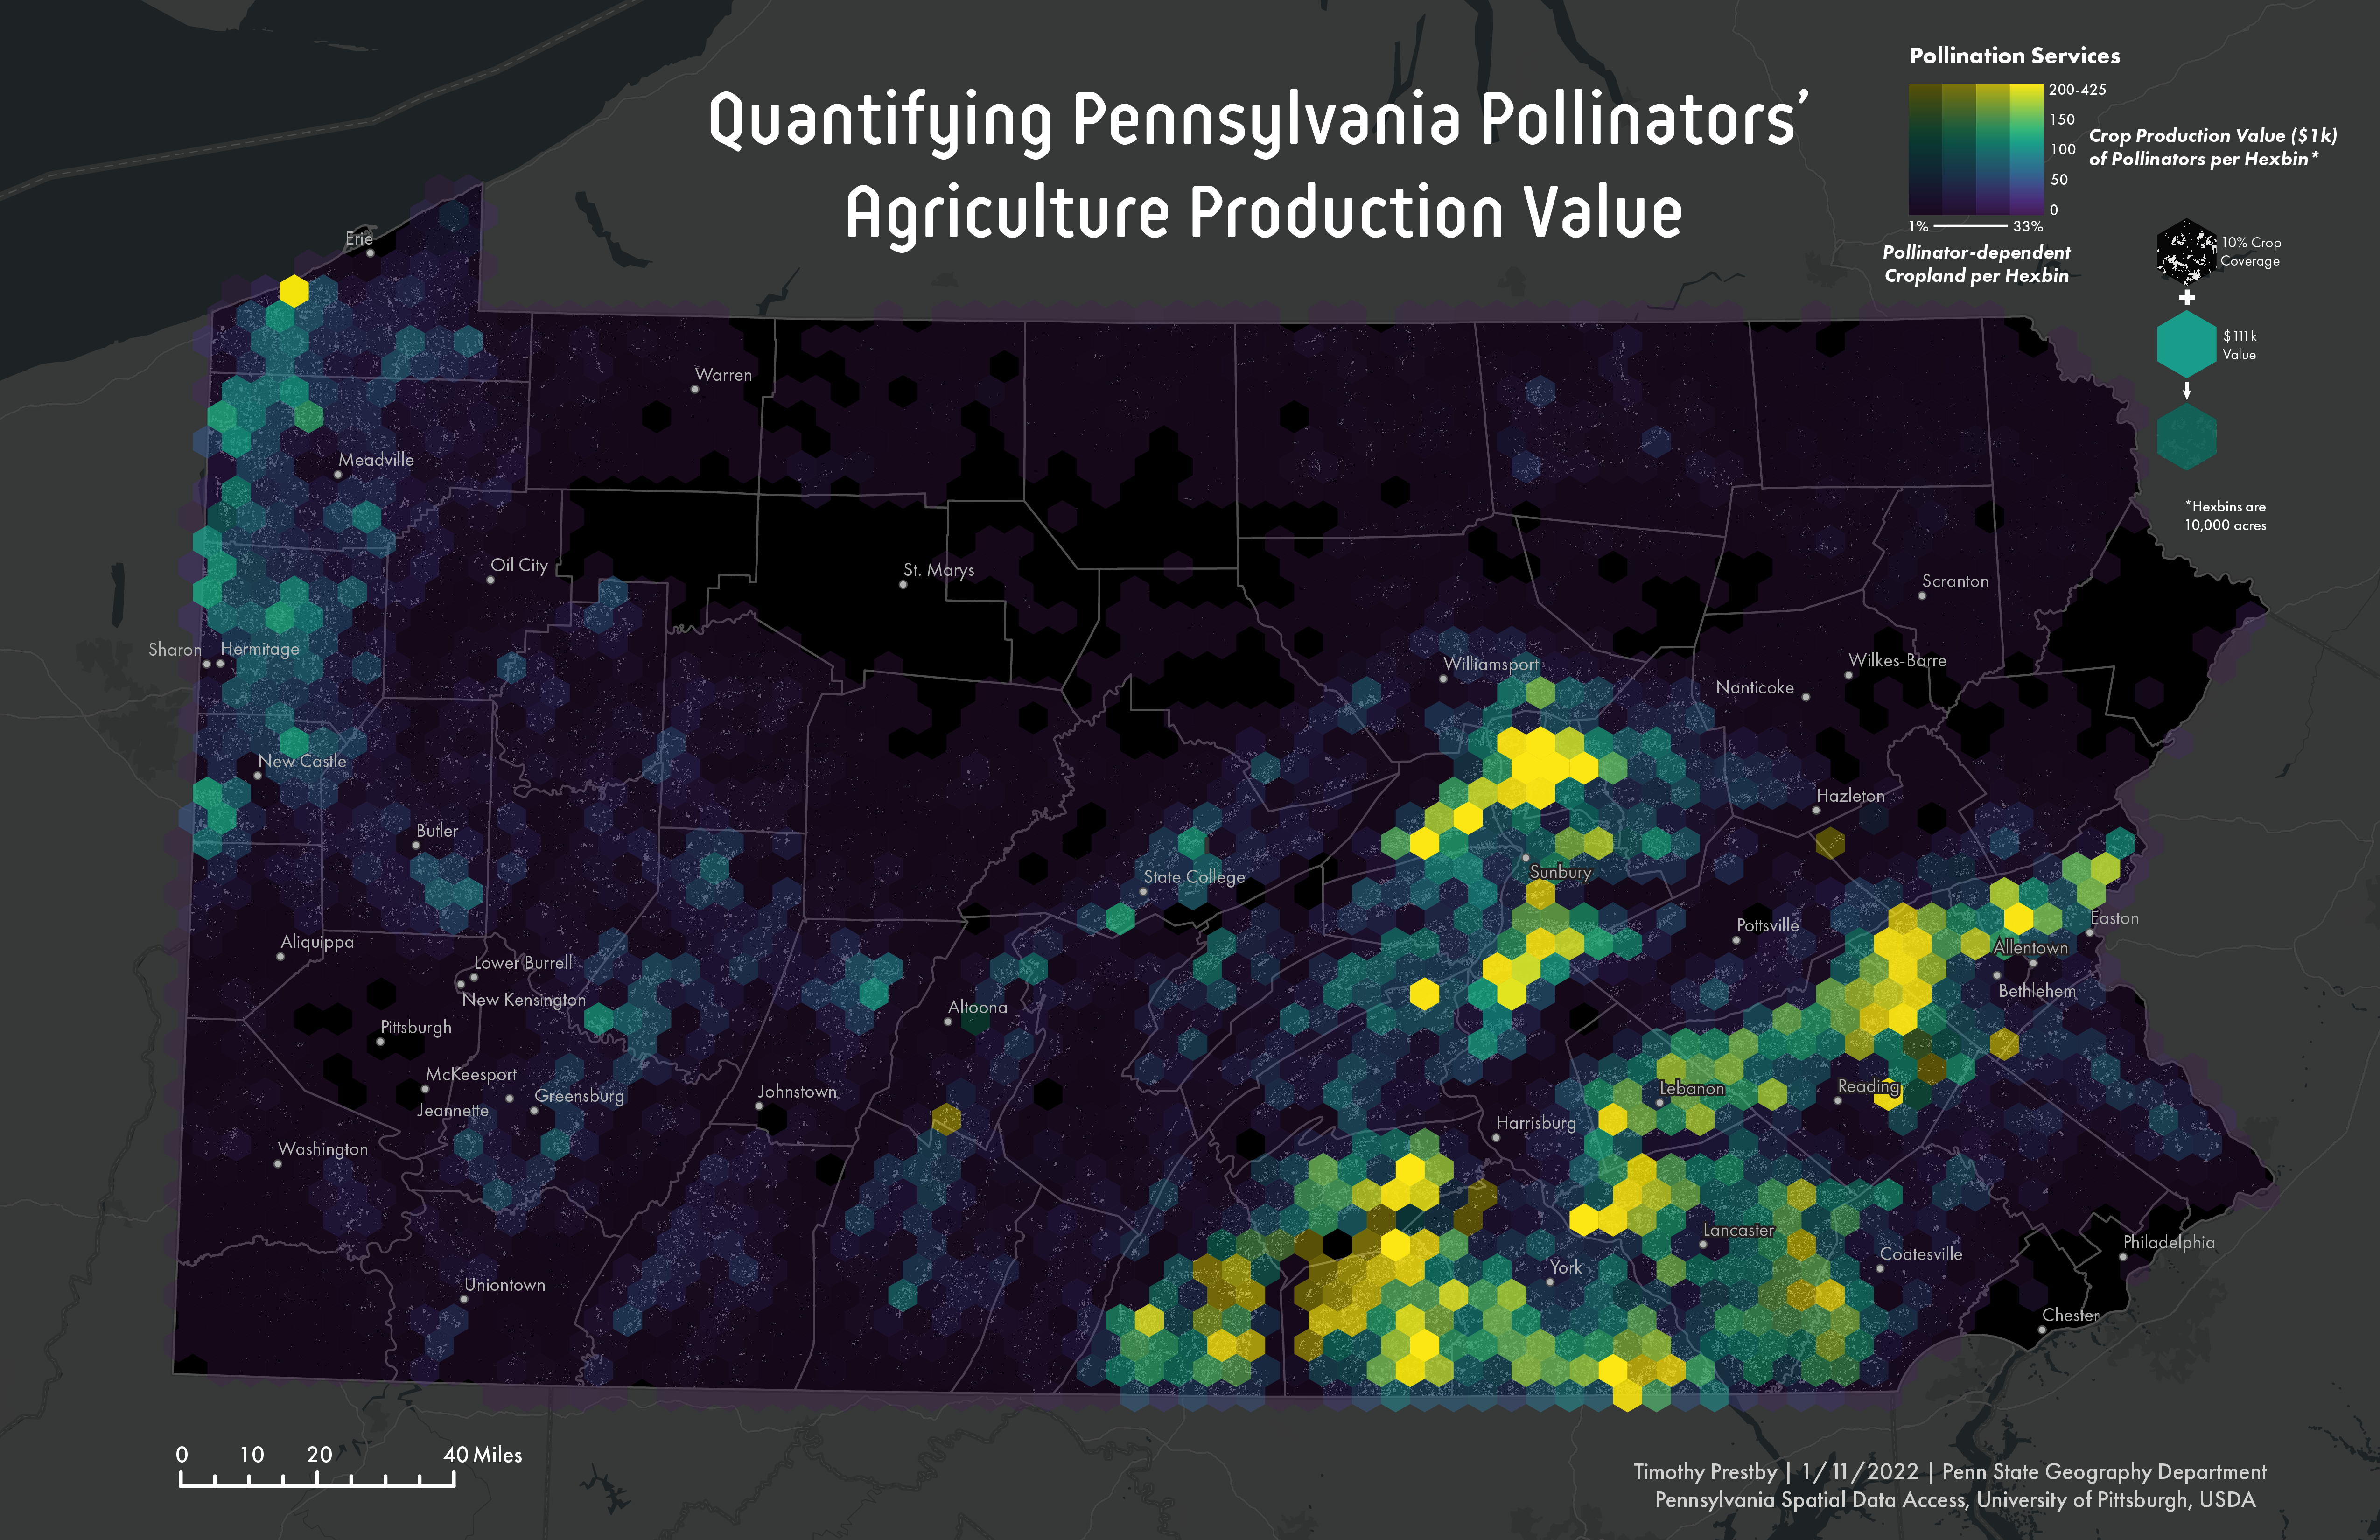 Quantifying Pennsylvania Pollinators’
Agriculture Production Value
Pollination Services
200-425
150
100
50
0
Crop Production Value ($1k)
of Pollinators per Hexbin*
1%
33%
Pollinator-dependent
Cropland per Hexbin
10% Crop
Coverage
+
$111k
Value
*Hexbins are
10,000 acres
Erie
Warren
Meadville
Oil City
St. Marys
Scranton
Sharon
Hermitage
Williamsport
Wilkes-Barre
Nanticoke
New Castle
Hazleton
Butler
Sunbury
State College
Easton
Pottsville
Aliquippa
Allentown
Lower Burrell
Bethlehem
New Kensington
Altoona
Pittsburgh
McKeesport
Reading
Lebanon
Johnstown
Greensburg
Jeannette
Harrisburg
Washington
Lancaster
Philadelphia
Coatesville
York
Uniontown
Chester
0 10 20 40 Miles
Timothy Prestby | 1/11/2022 | Penn State Geography Department
Pennsylvania Spatial Data Access, University of Pittsburgh, USDA